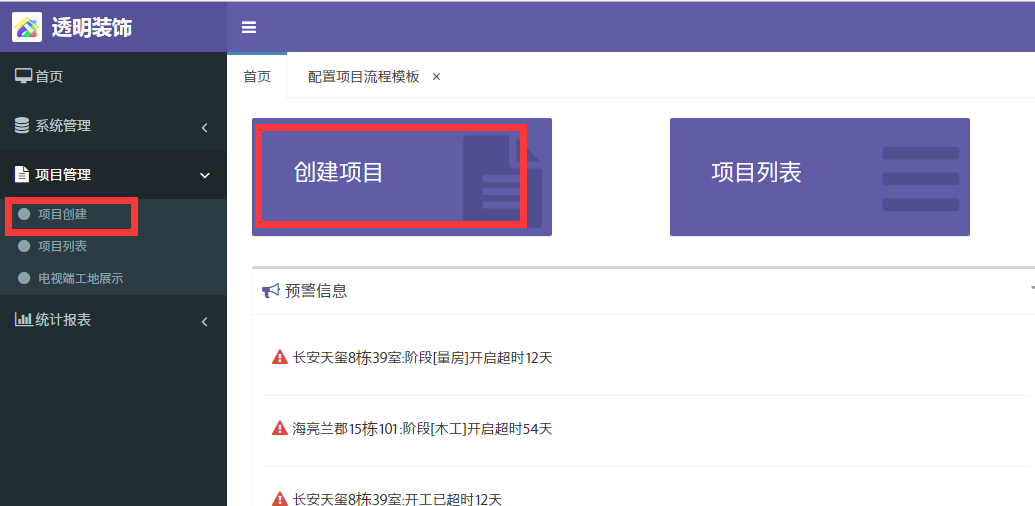 透明装饰
首页
系统管理
项目管理
项目创建
项目列表
电视端工地展示
统计报表
首页 配置项目流程模板 ×
创建项目
项目列表
预警信息
长安天玺8栋39室:阶段[量房]开启超时12天
海亮兰郡15栋101:阶段[木工]开启超时54天
长安天玺8栋39室:开工已超时12天